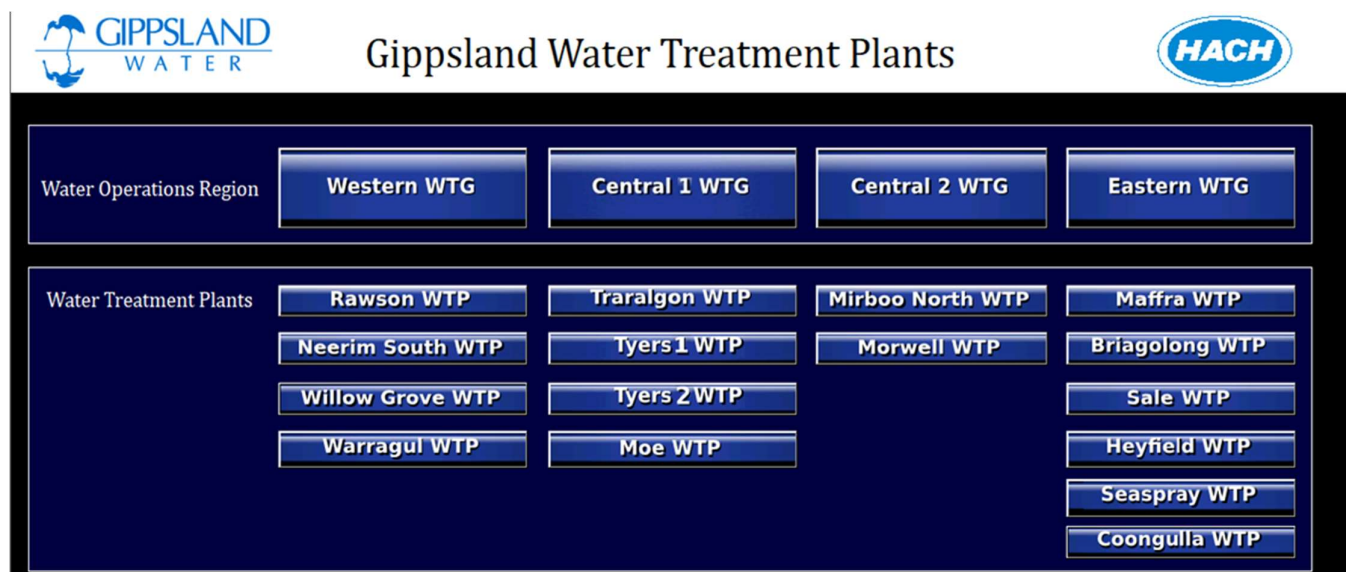 GIPPSLAND
WATER
Gippsland Water Treatment Plants
HACH
Water Operations Region
Western WTG
Central 1 WTG
Central 2 WTG
Eastern WTG
Water Treatment Plants
Rawson WTP
Traralgon WTP
Mirboo North WTP
Maffra WTP
Neerim South WTP
Tyers 1 WTP
Morwell WTP
Briagolong WTP
Willow Grove WTP
Tyers 2 WTP
Sale WTP
Warragul WTP
Moe WTP
Heyfield WTP
Seaspray WTP
Coongulla WTP